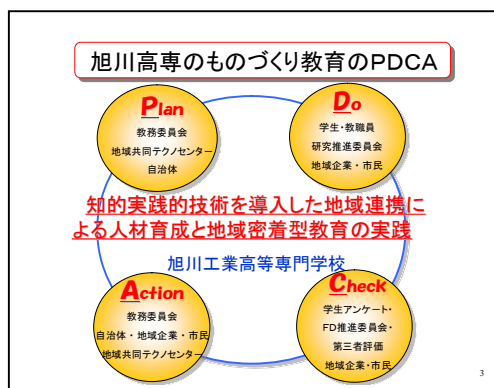 旭川高専のものづくり教育のPDCA
Plan
教務委員会
地域共同テクノセンター
自治体
Do
学生・教職員
研究推進委員会
地域企業・市民
知的実践的技術を導入した地域連携に
よる人材育成と地域密着型教育の実践
旭川工業高等専門学校
Action
教務委員会
自治体・地域企業・市民
地域共同テクノセンター
Check
学生アンケート・
FD推進委員会・
第三者評価
地域企業・市民
3